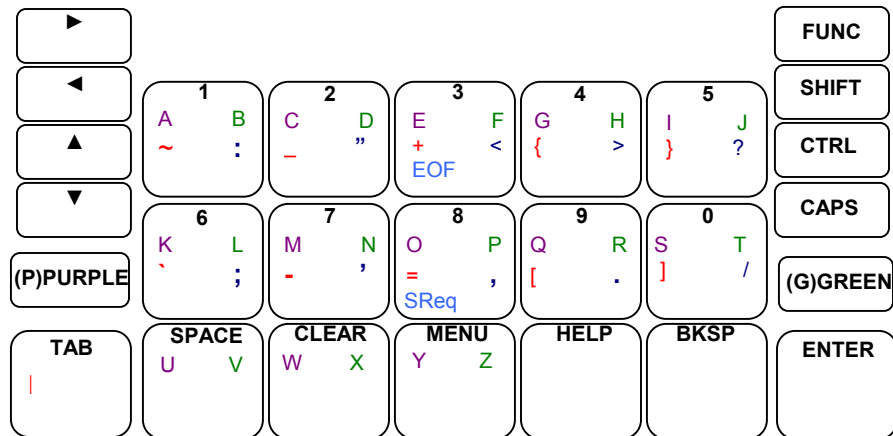 ► FUNC
◄ 1 2 3 4 5 SHIFT
A B C D E F G H I J
▲ ~ : _ ” + < { > } ? CTRL
EOF
▼ 6 7 8 9 0 CAPS
K L M N O P Q R S T
(P)PURPLE ` ; - ’ = , [ . ] / (G)GREEN
SReq
TAB SPACE CLEAR MENU HELP BKSP ENTER
U V W X Y Z
|